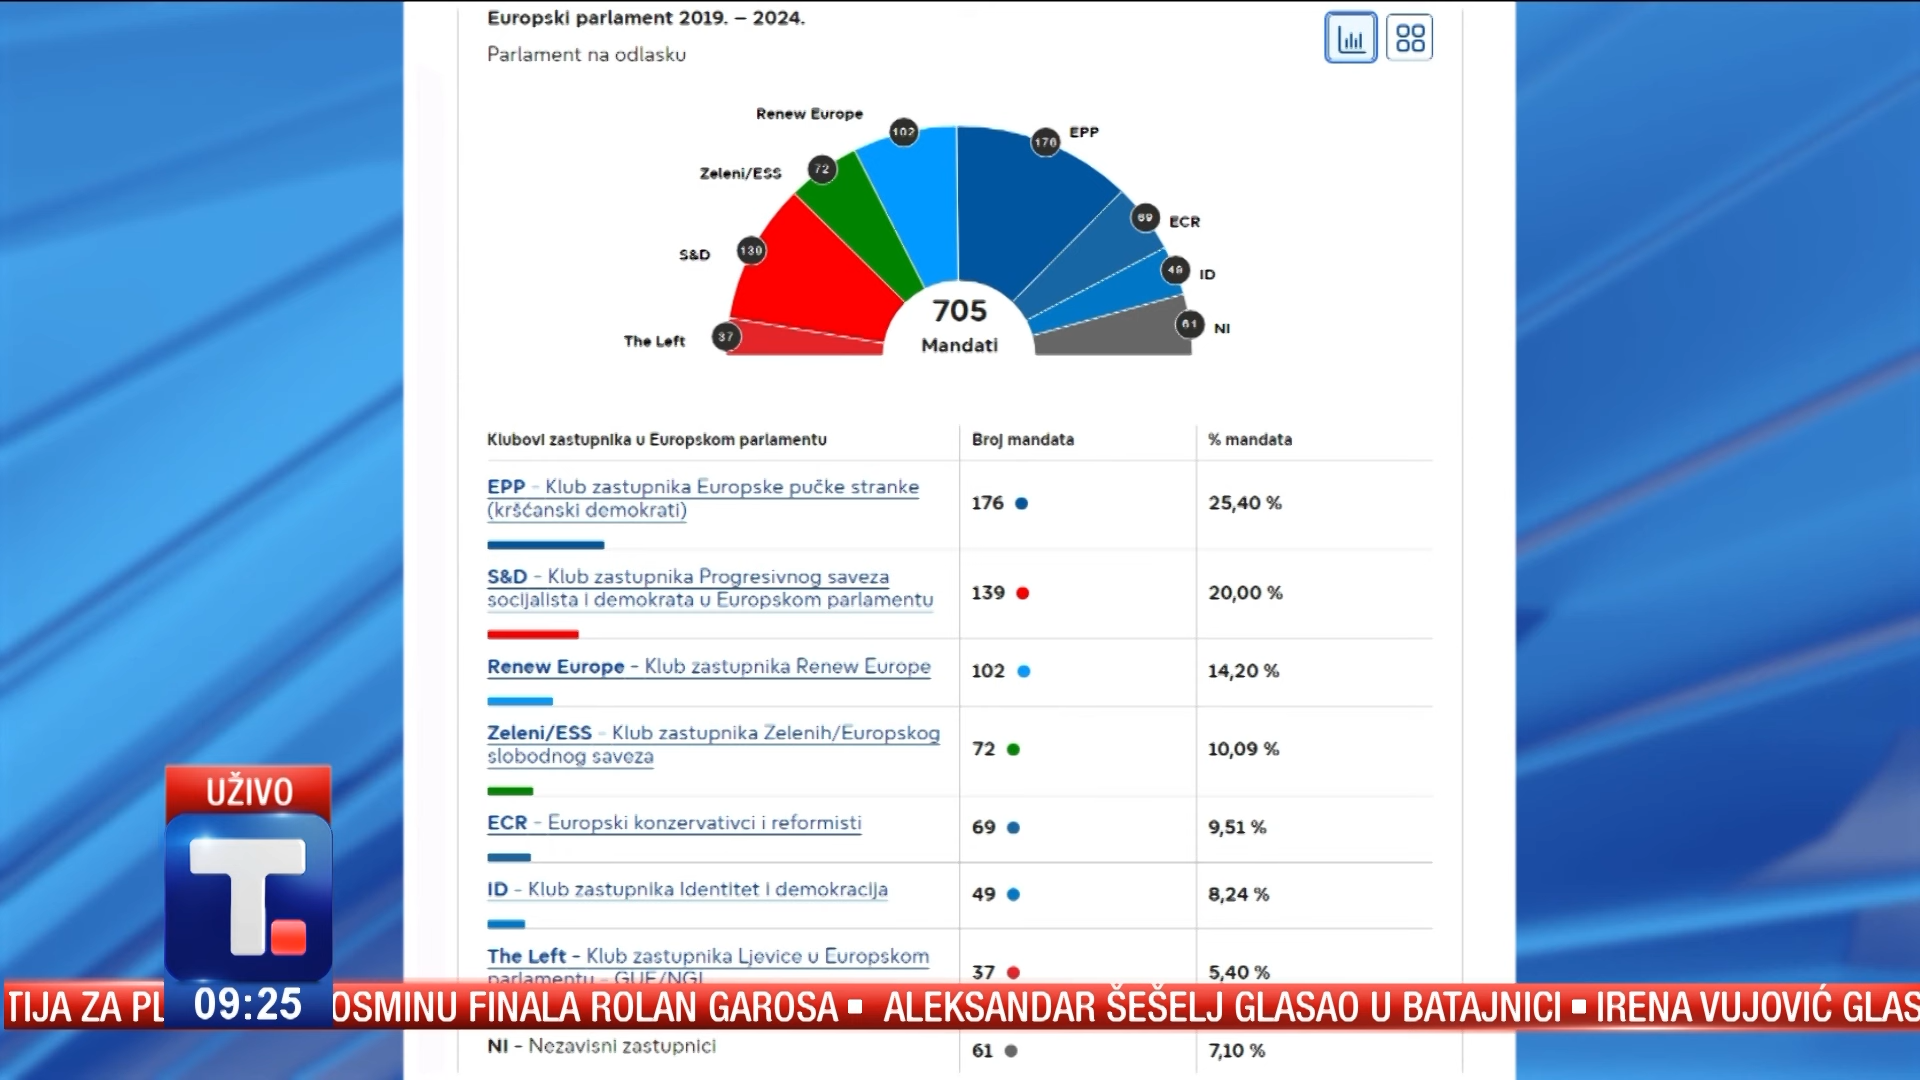 Europski parlament 2019. – 2024.
Parlament na odlasku
Renew Europe
102
176
EPP
Zeleni/ESS
72
69
ECR
S&D
139
49
ID
705
Mandati
The Left
37
61
NI
Klubovi zastupnika u Europskom parlamentu
Broj mandata
% mandata
EPP - Klub zastupnika Europske pučke stranke
(kršćanski demokrati)
176
25,40 %
S&D - Klub zastupnika Progresivnog saveza
socijalista i demokrata u Europskom parlamentu
139
20,00 %
Renew Europe - Klub zastupnika Renew Europe
102
14,20 %
Zeleni/ESS - Klub zastupnika Zelenih/Europskog
slobodnog saveza
72
10,09 %
ECR - Europski konzervativci i reformisti
69
9,51 %
ID - Klub zastupnika Identitet i demokracija
49
8,24 %
The Left - Klub zastupnika Ljevice u Europskom
parlamentu - GUE/NGL
37
5,40 %
NI - Nezavisni zastupnici
61
7,10 %
UŽIVO
T.
09:25
TIJA ZA PL OSMINU FINALA ROLAN GAROSA ▪ ALEKSANDAR ŠEŠELJ GLASAO U BATAJNICI ▪ IRENA VUJOVIĆ GLAS